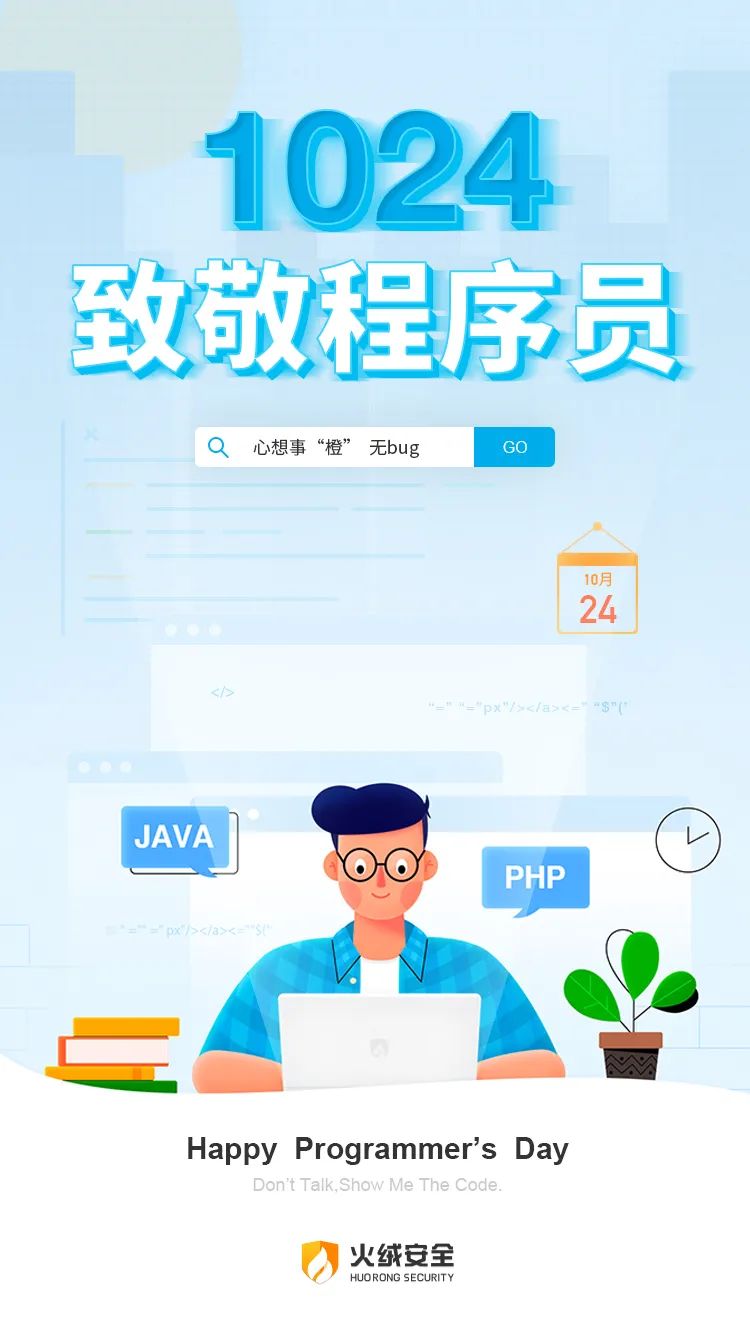 1024
致敬程序员
心想事“橙” 无bug
GO
10月
24
</>
“=” “=”px”/></a><=” “$”(’
JAVA
PHP
“=”“ =”px”/></a><=”“$(“
Happy Programmer’s Day
Don’t Talk,Show Me The Code.
火绒安全
HUORONG SECURITY